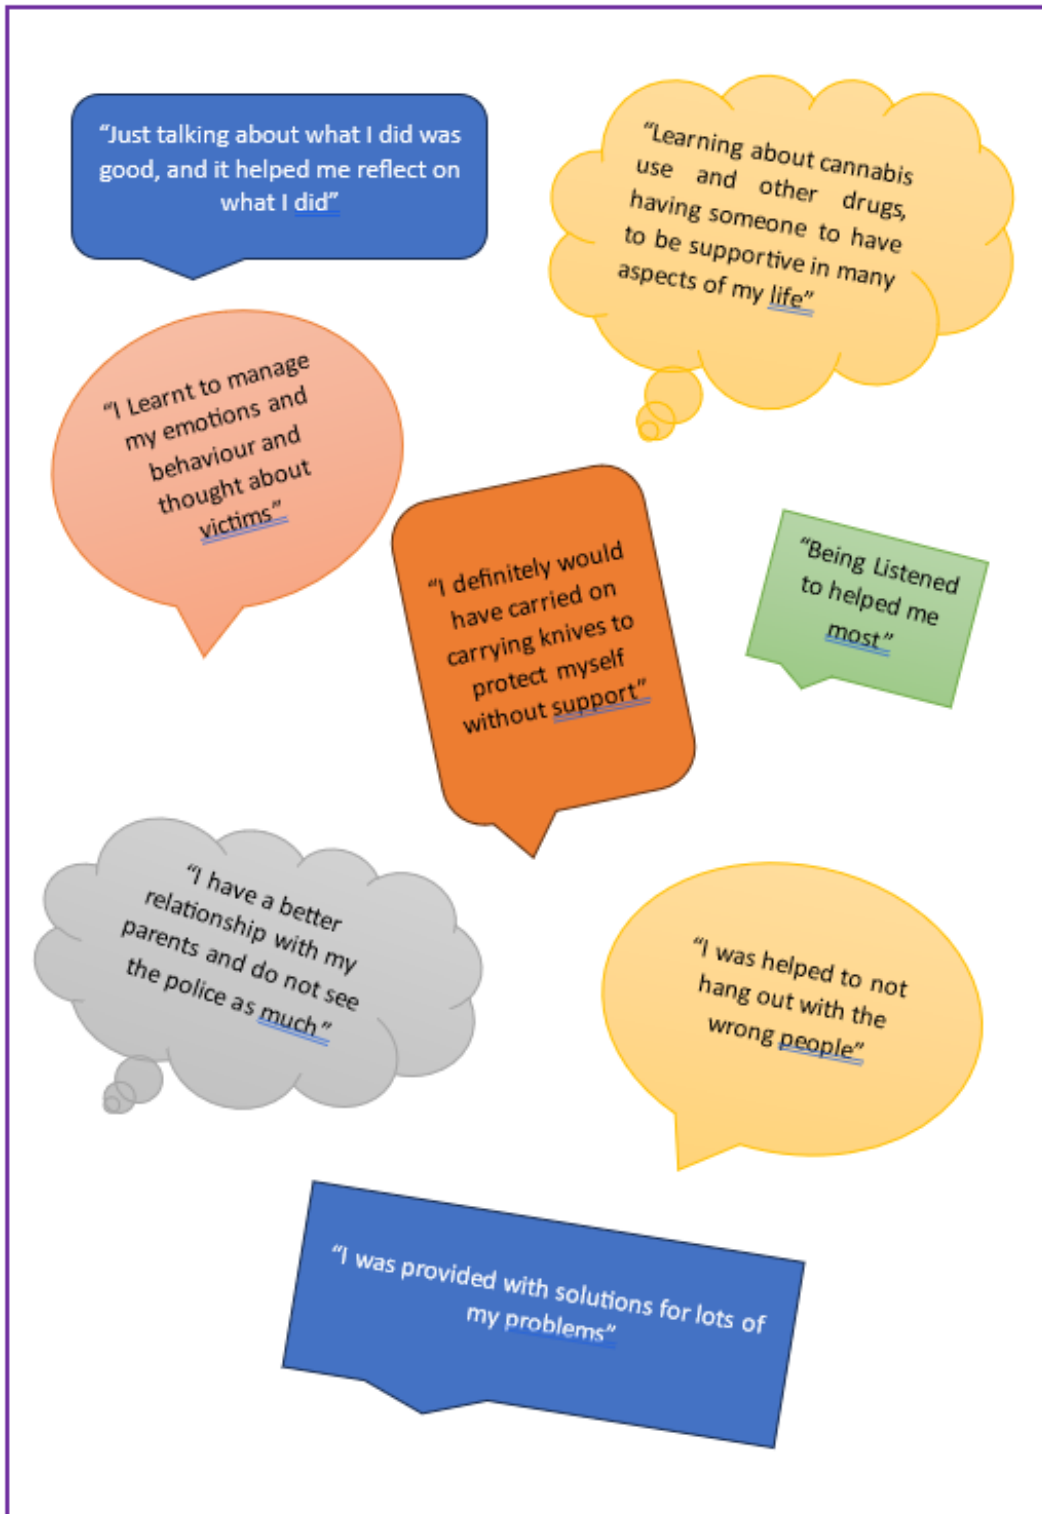 “Just talking about what I did was
good, and it helped me reflect on
what I did”
“Learning about cannabis
use and other drugs,
having someone to have
to be supportive in many
aspects of my life”
“I Learnt to manage
my emotions and
behaviour and
thought about
victims”
“I definitely would
have carried on
carrying knives to
protect myself
without support”
“Being Listened
to helped me
most”
“I have a better
relationship with my
parents and do not see
the police as much”
“I was helped to not
hang out with the
wrong people”
“I was provided with solutions for lots of
my problems”